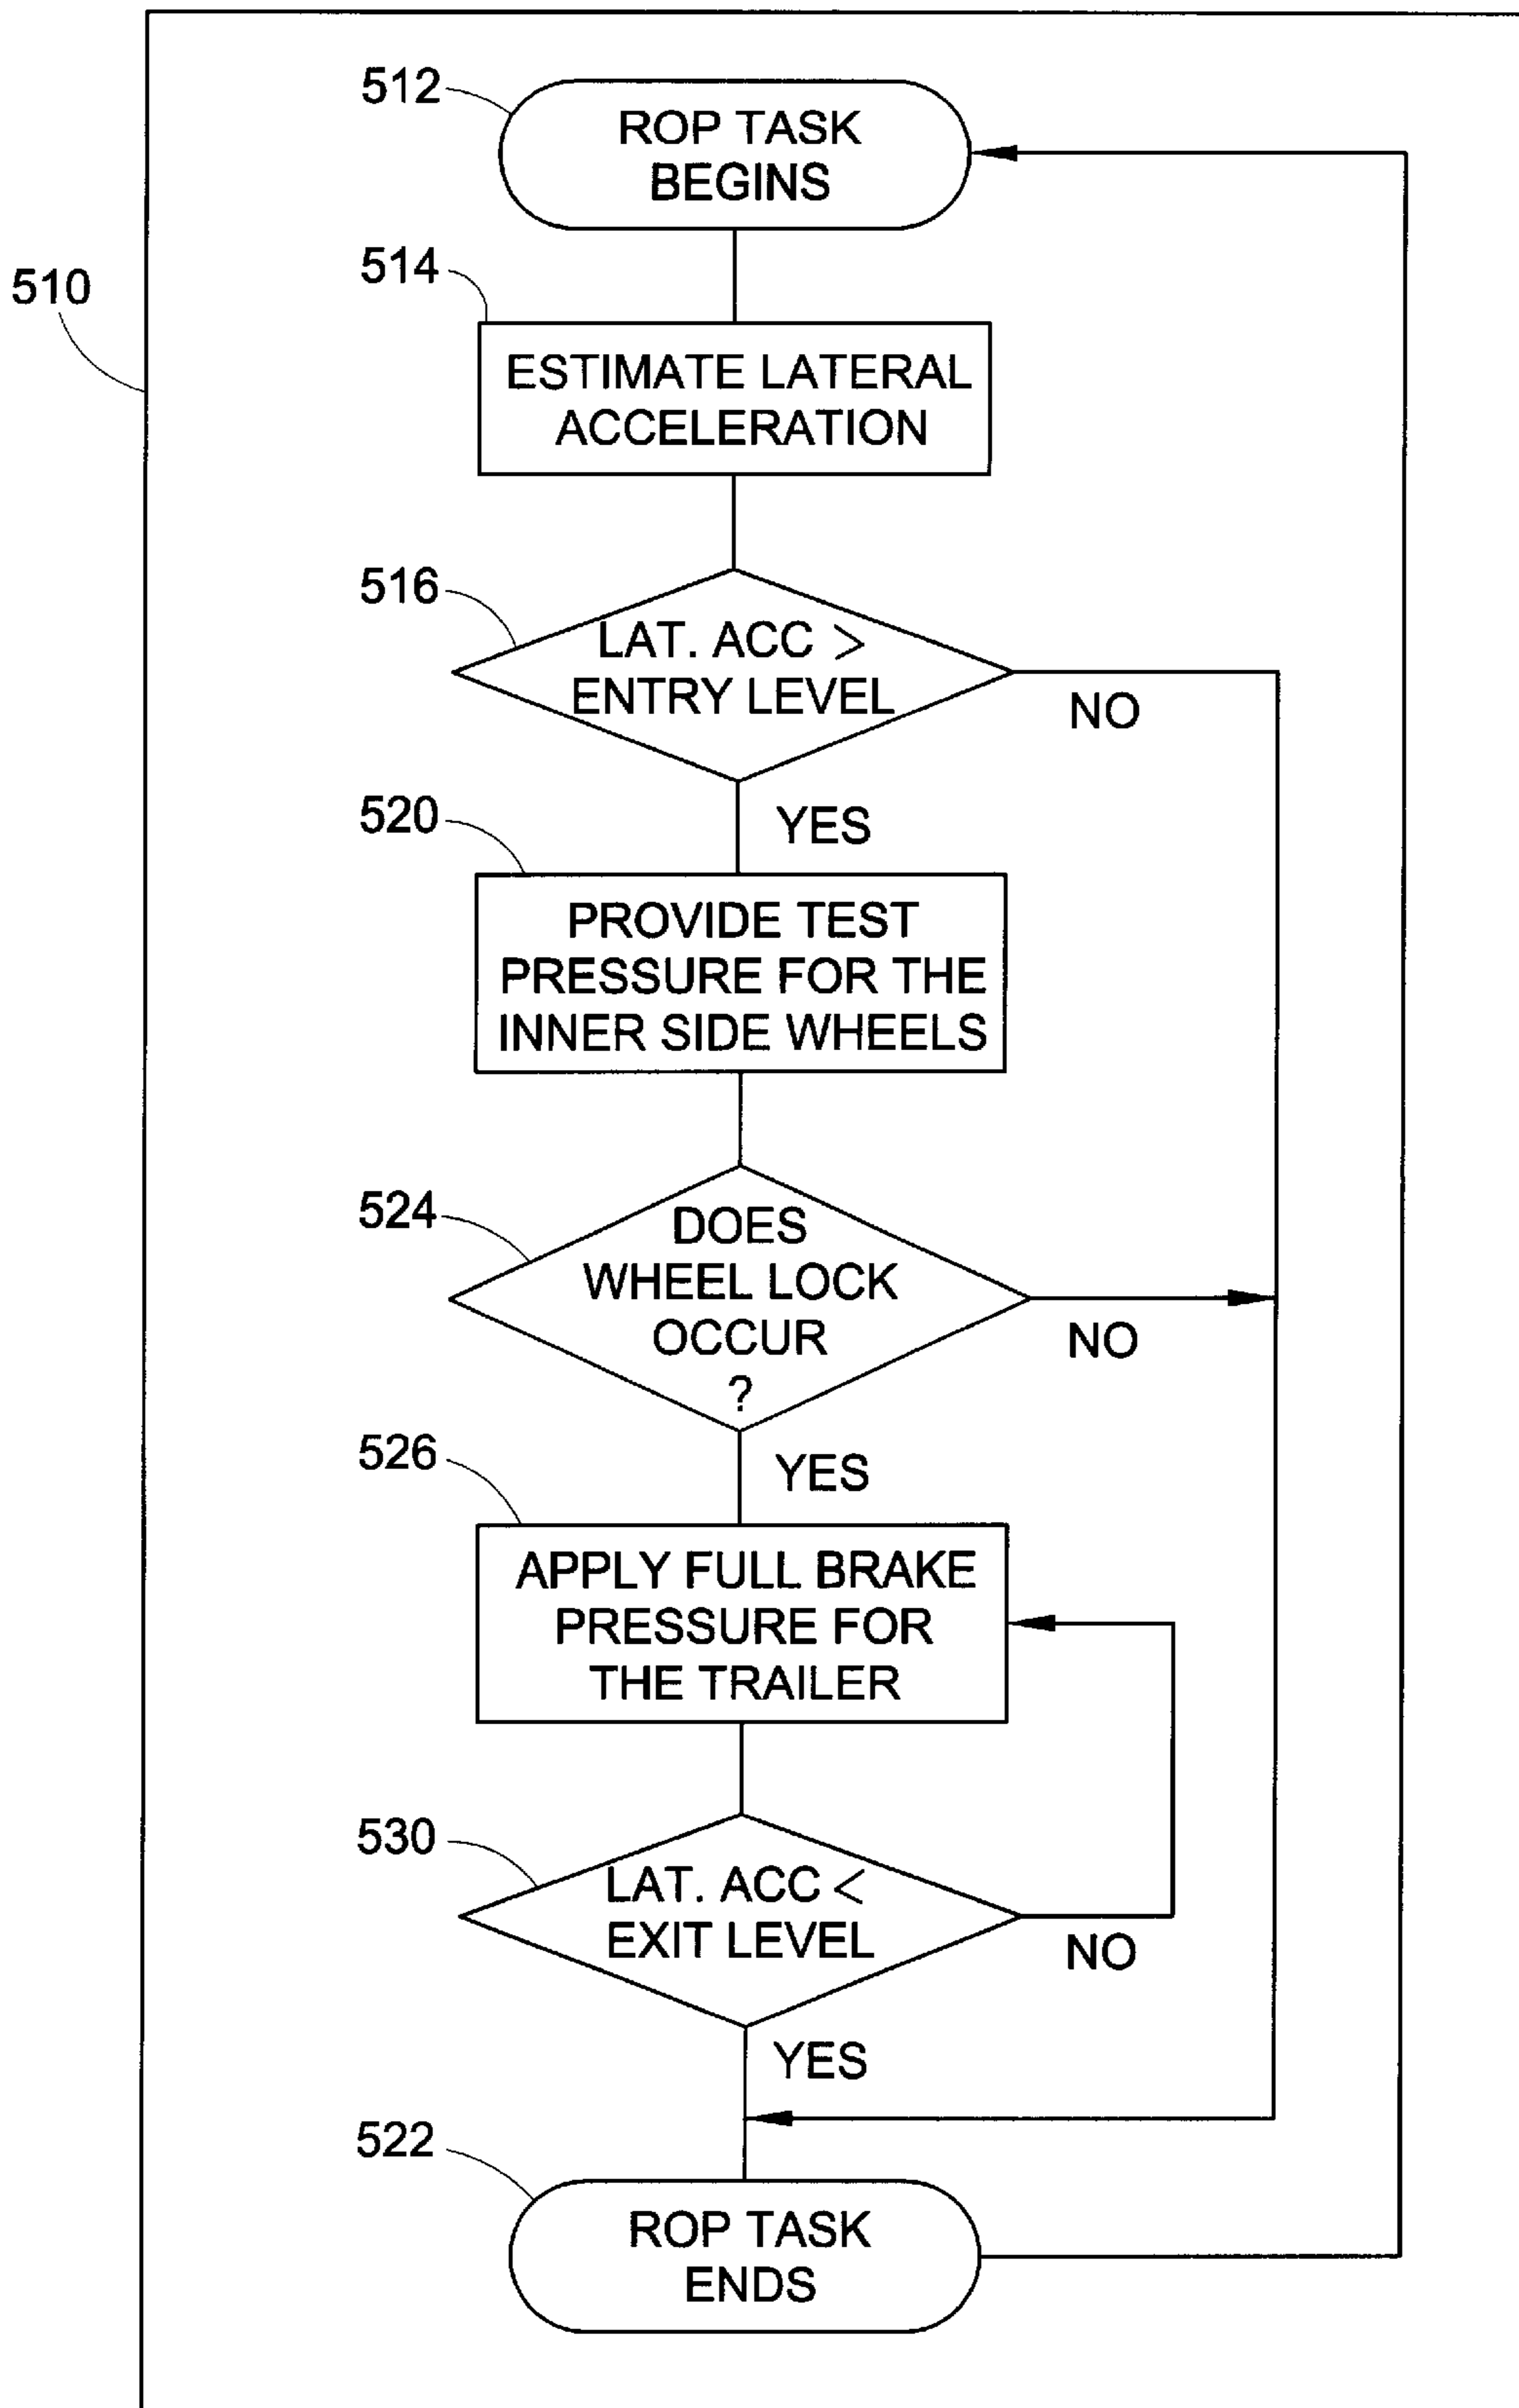 512
ROP TASK
BEGINS
514
510
ESTIMATE LATERAL
ACCELERATION
516
LAT. ACC >
ENTRY LEVEL
NO
520
YES
PROVIDE TEST
PRESSURE FOR THE
INNER SIDE WHEELS
524
DOES
WHEEL LOCK
OCCUR
?
NO
526
YES
APPLY FULL BRAKE
PRESSURE FOR
THE TRAILER
530
LAT. ACC <
EXIT LEVEL
NO
YES
522
ROP TASK
ENDS